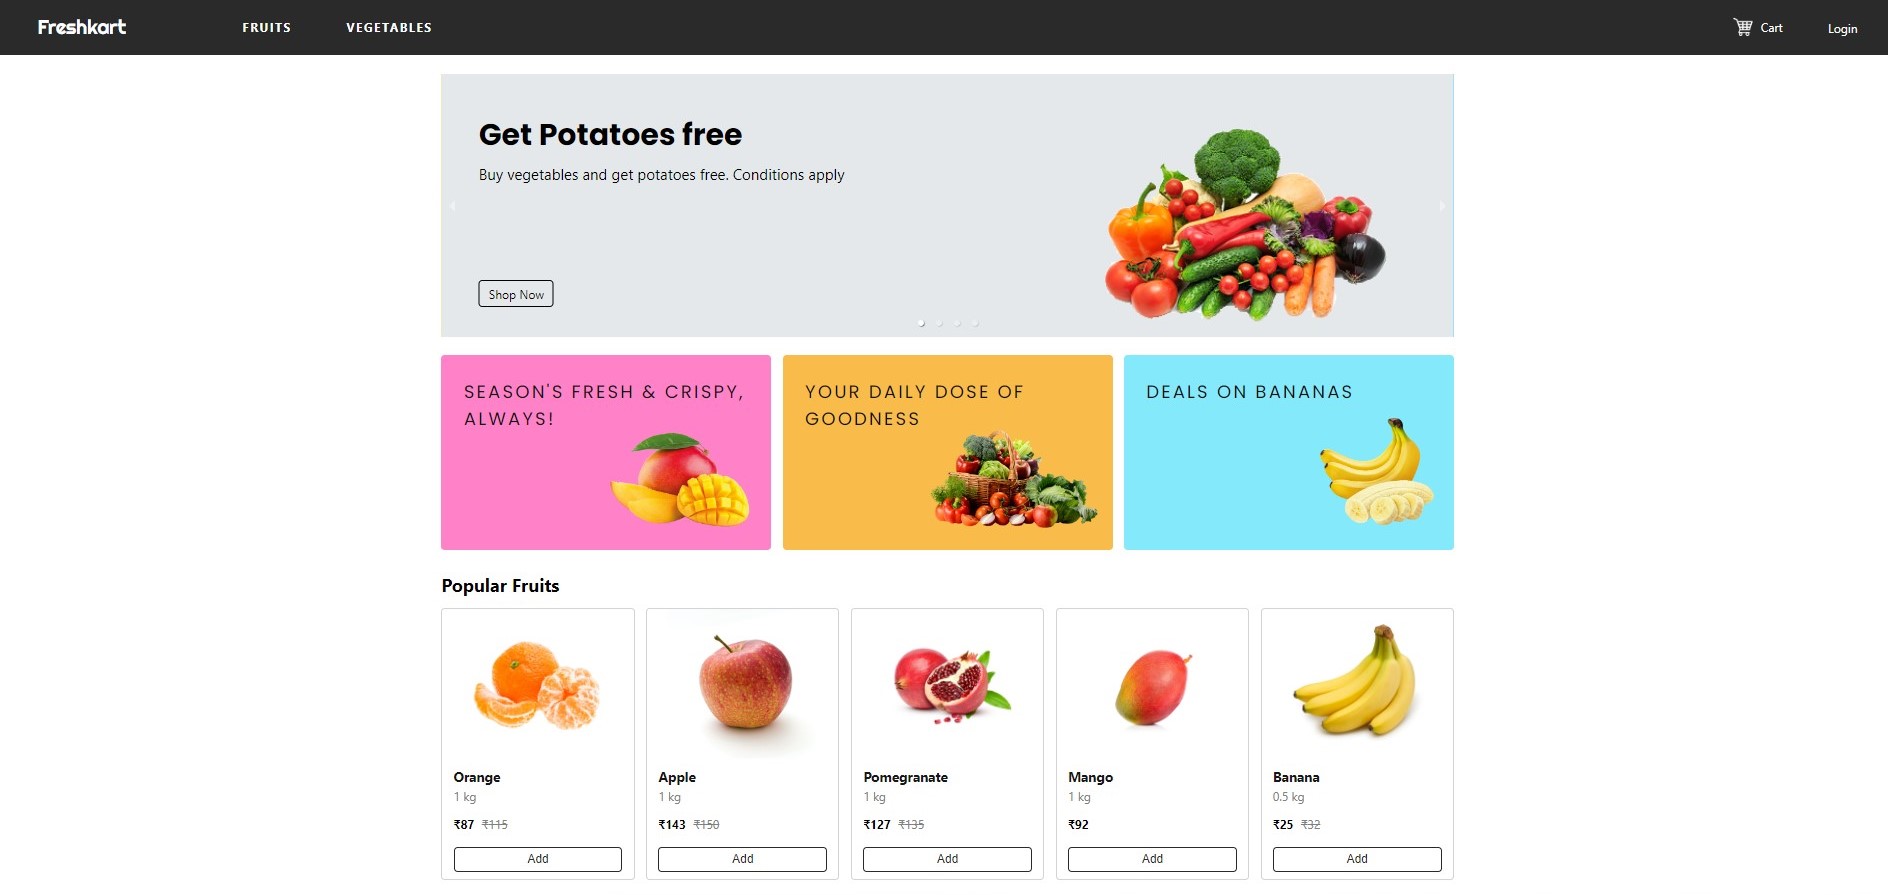 Freshkart
FRUITS
VEGETABLES
Cart
Login
Get Potatoes free
Buy vegetables and get potatoes free. Conditions apply
Shop Now
SEASON'S FRESH & CRISPY,
ALWAYS!
YOUR DAILY DOSE OF
GOODNESS
DEALS ON BANANAS
Popular Fruits
Orange
1 kg
₹87 ₹115
Add
Apple
1 kg
₹143 ₹150
Add
Pomegranate
1 kg
₹127 ₹135
Add
Mango
1 kg
₹92
Add
Banana
0.5 kg
₹25 ₹32
Add